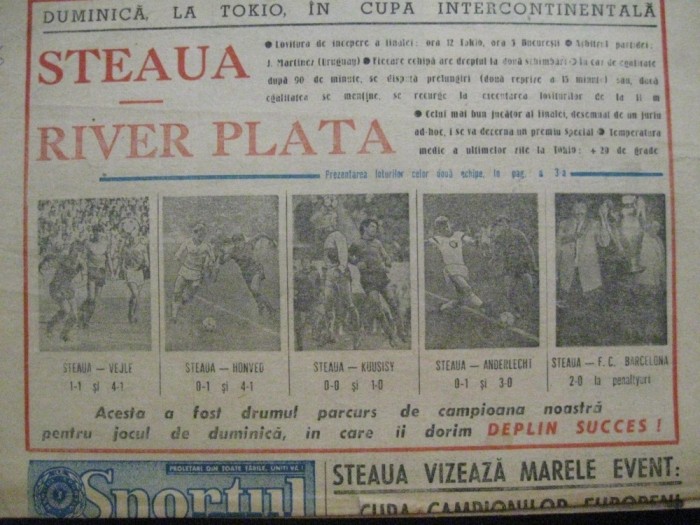 DUMINICĂ, LA TOKIO, ÎN CUPA INTERCONTINENTALĂ
STEAUA
—
RIVER PLATA
● Lovitura de începere a finalei: ora 12 Tokio, ora 5 București ● Arbitrul partidei:
J. Martinez (Uruguay) ● Fiecare echipă are dreptul la două schimbări ● În caz de egalitate
după 90 de minute, se dispută prelungiri (două reprize a 15 minute) sau, dacă
egalitatea se menține, se recurge la executarea loviturilor de la 11 m
● Celui mai bun jucător al finalei, desemnat de un juriu
ad-hoc, i se va decerna un premiu special ● Temperatura
medie a ultimelor zile la Tokio: + 20 de grade
Prezentarea loturilor celor două echipe, în pag. a 3-a
STEAUA — VEJLE
1-1 și 4-1
STEAUA — HONVED
0-1 și 4-1
STEAUA — KUUSISY
0-0 și 1-0
STEAUA — ANDERLECHT
0-1 și 3-0
STEAUA — F.C. BARCELONA
2-0 la penaltyuri
Acesta a fost drumul parcurs de campioana noastră
pentru jocul de duminică, în care îi dorim DEPLIN SUCCES !
PROLETARI DIN TOATE ȚĂRILE, UNIȚI-VĂ !
Sportul
STEAUA VIZEAZĂ MARELE EVENT:
CUPA CAMPIONILOR EUROPENI